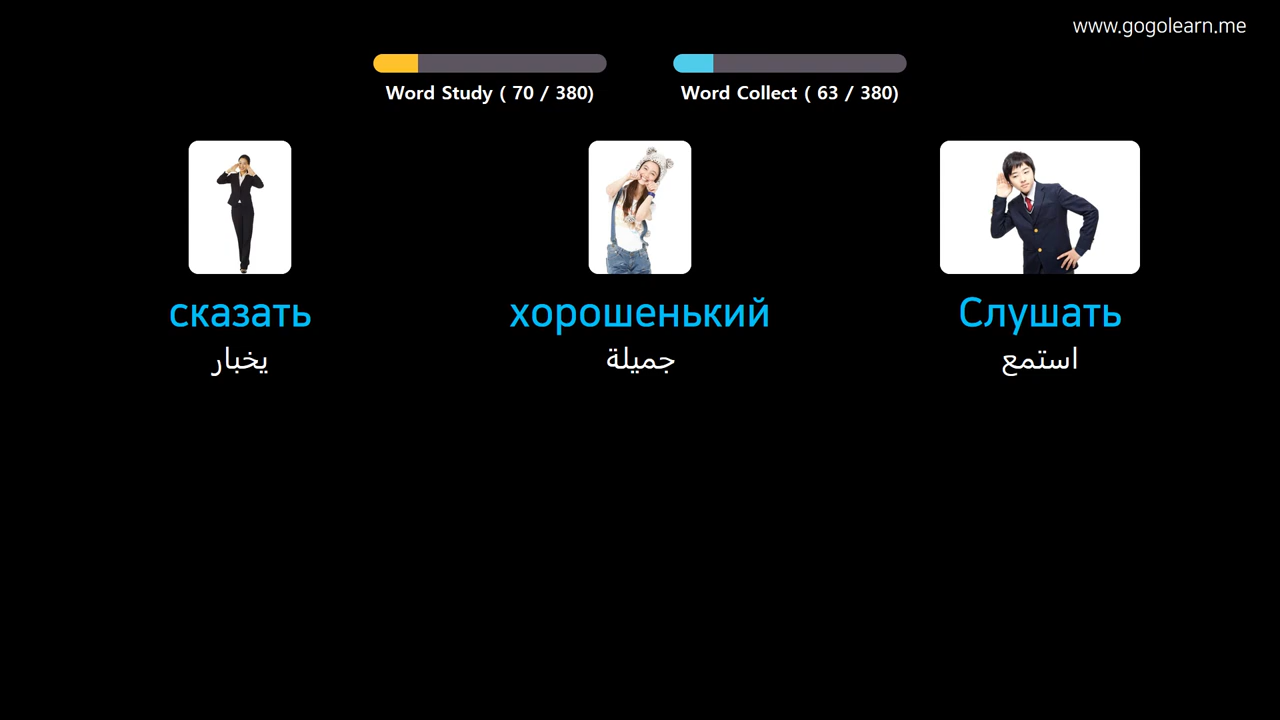 www.gogolearn.me
Word Study ( 70 / 380)
Word Collect ( 63 / 380)
сказать
хорошенький
Слушать
يخبار
جميلة
استمع